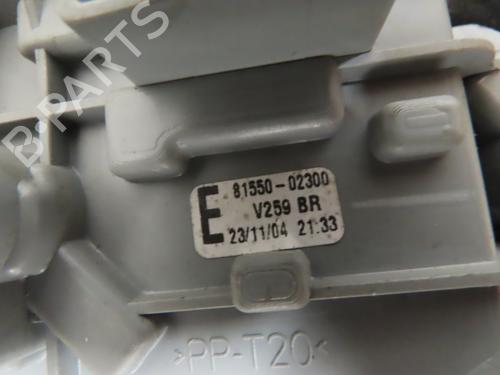 B-PARTS
E
81550-02300
V259 BR
23/11/04 21:33
>PP-T20<